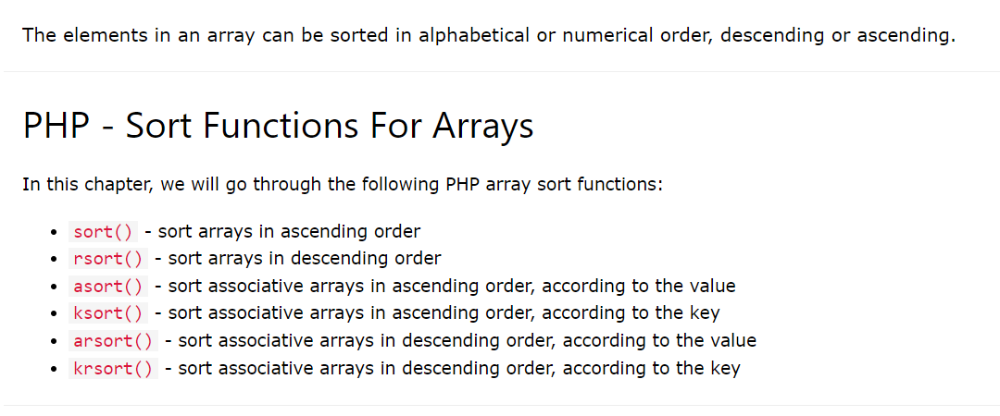 The elements in an array can be sorted in alphabetical or numerical order, descending or ascending.
PHP - Sort Functions For Arrays
In this chapter, we will go through the following PHP array sort functions:
• sort() - sort arrays in ascending order
• rsort() - sort arrays in descending order
• asort() - sort associative arrays in ascending order, according to the value
• ksort() - sort associative arrays in ascending order, according to the key
• arsort() - sort associative arrays in descending order, according to the value
• krsort() - sort associative arrays in descending order, according to the key